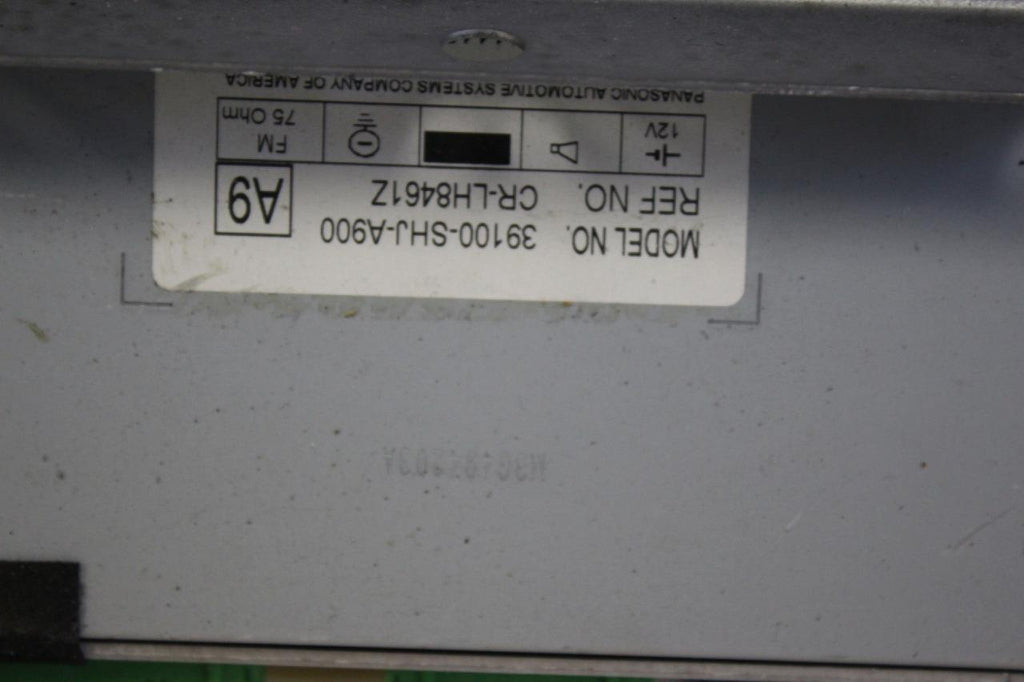 MODEL NO. 39100-SHJ-A900
REF NO. CR-LH8461Z
A9
12V
FM
75 Ohm
PANASONIC AUTOMOTIVE SYSTEMS COMPANY OF AMERICA